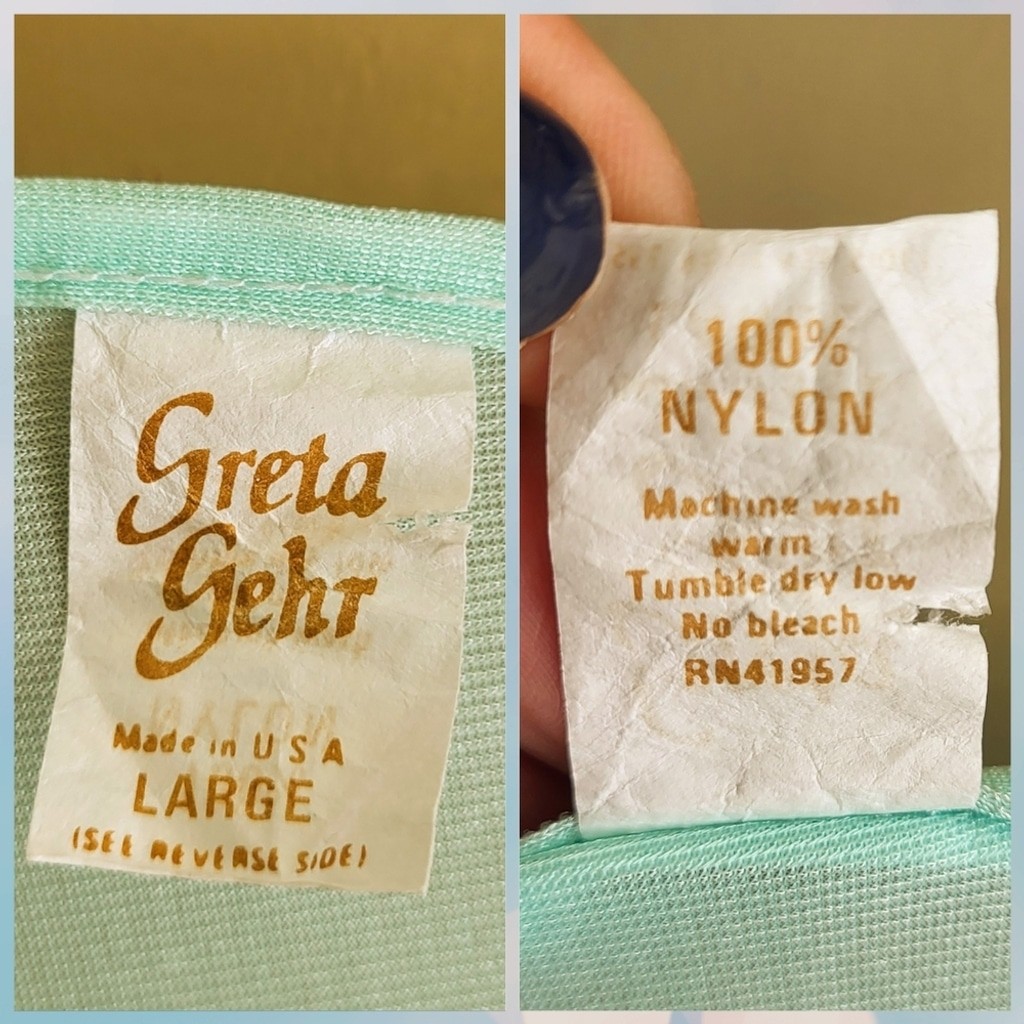 Greta
Gehr
Made in U S A
LARGE
(SEE REVERSE SIDE)
100%
NYLON
Machine wash
warm
Tumble dry low
No bleach
RN41957